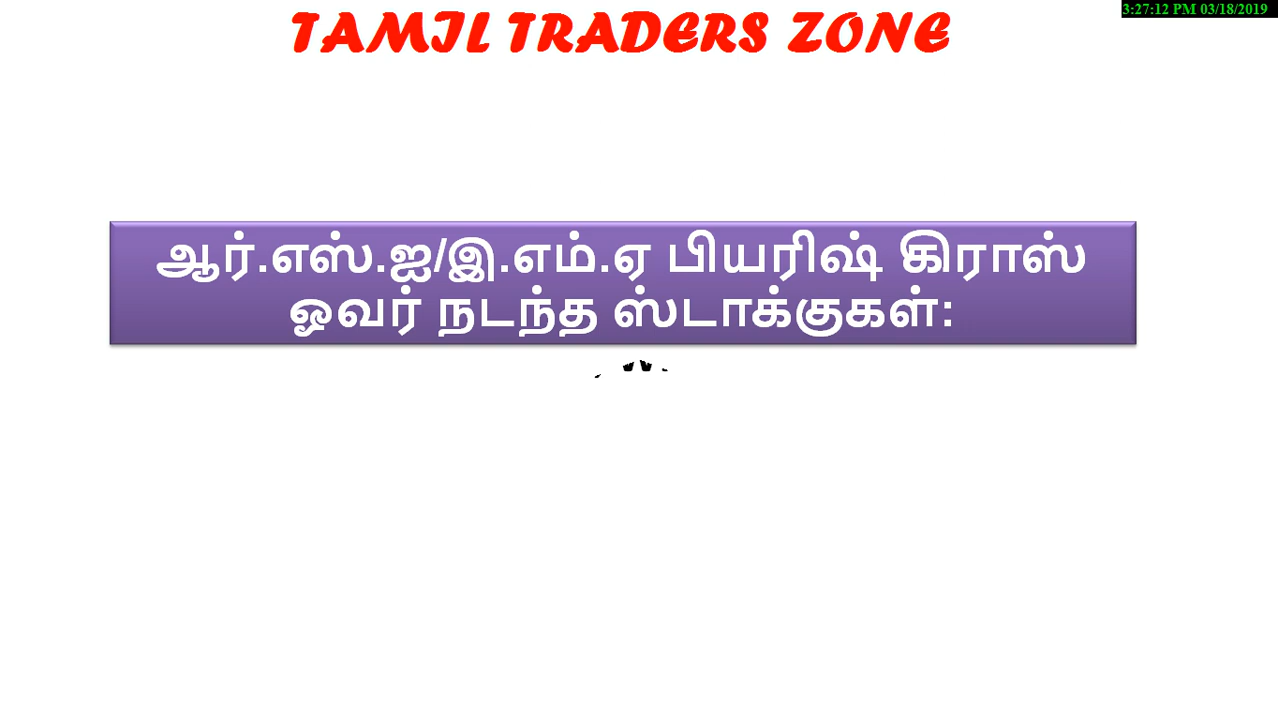 3:27:12 PM 03/18/2019
TAMIL TRADERS ZONE
ஆர்.எஸ்.ஐ/இ.எம்.ஏ பியரிஷ் கிராஸ்
ஓவர் நடந்த ஸ்டாக்குகள்: